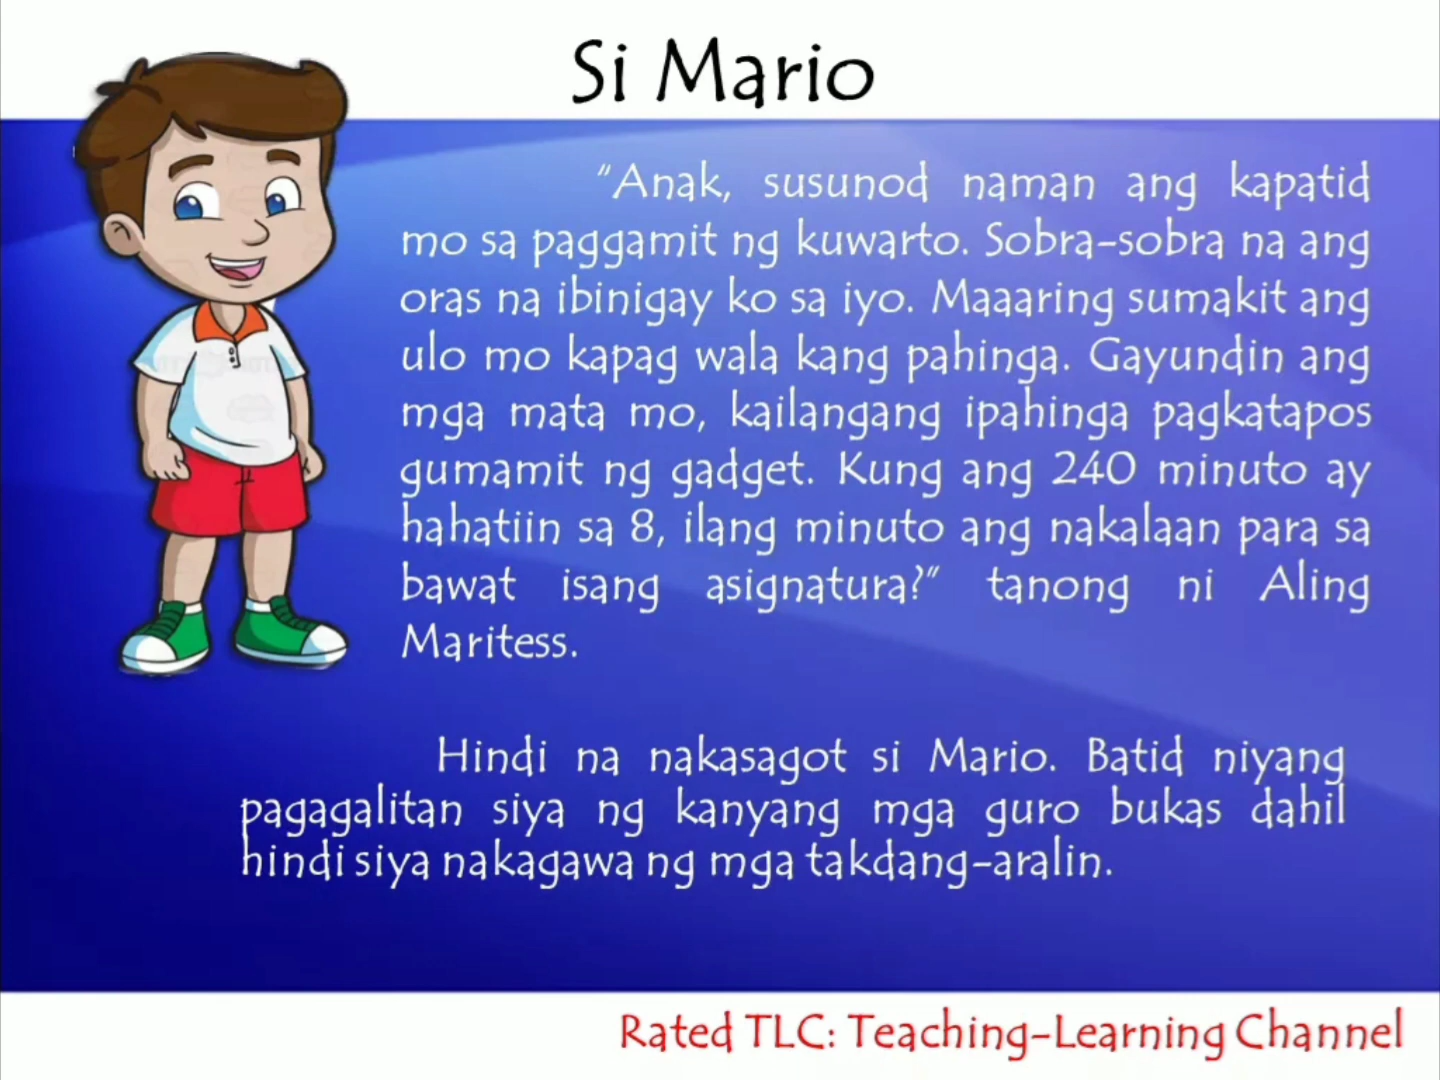 Si Mario
"Anak, susunod naman ang kapatid
mo sa paggamit ng kuwarto. Sobra-sobra na ang
oras na ibinigay ko sa iyo. Maaaring sumakit ang
ulo mo kapag wala kang pahinga. Gayundin ang
mga mata mo, kailangang ipahinga pagkatapos
gumamit ng gadget. Kung ang 240 minuto ay
hahatiin sa 8, ilang minuto ang nakalaan para sa
bawat isang asignatura?" tanong ni Aling
Maritess.
Hindi na nakasagot si Mario. Batid niyang
pagagalitan siya ng kanyang mga guro bukas dahil
hindi siya nakagawa ng mga takdang-aralin.
Rated TLC: Teaching-Learning Channel